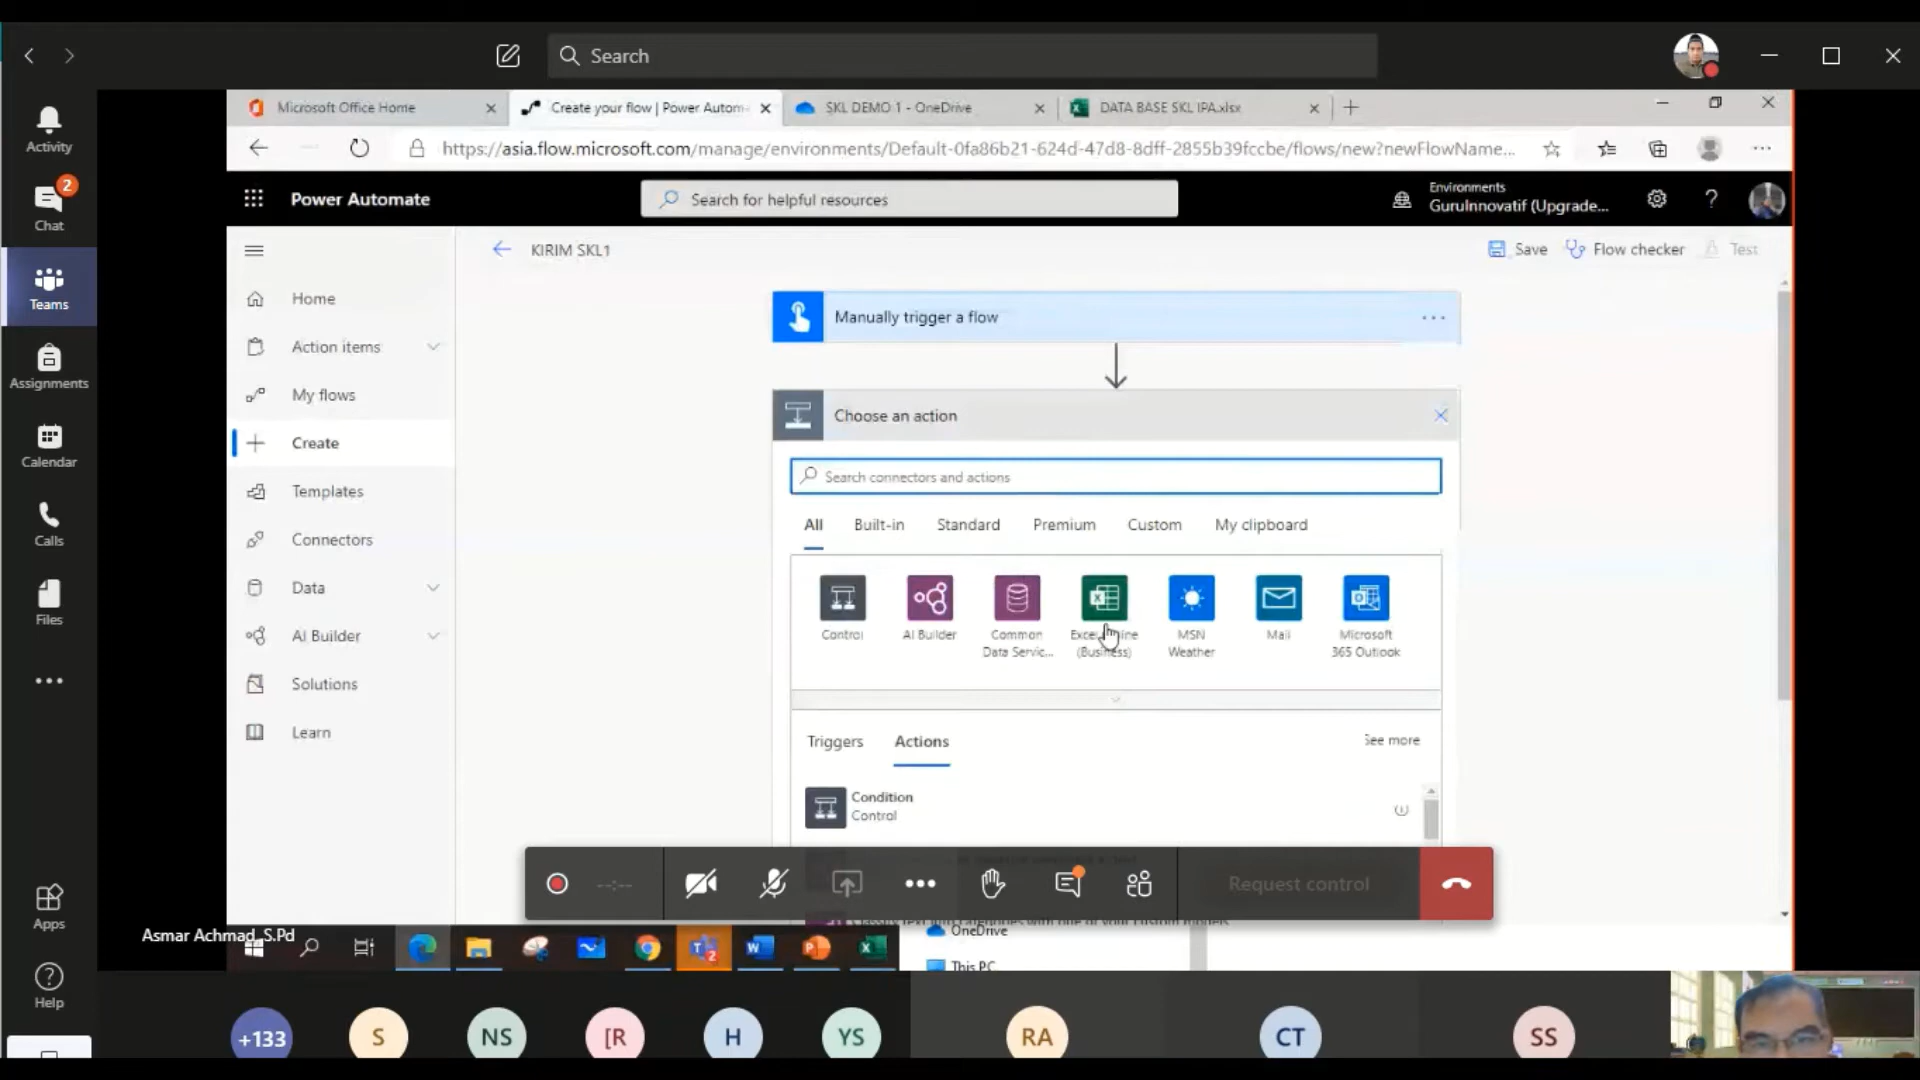 Search
Microsoft Office Home
Create your flow | Power Autom
SKL DEMO 1 - OneDrive
DATA BASE SKL IPA.xlsx
https://asia.flow.microsoft.com/manage/environments/Default-0fa86b21-624d-47d8-8dff-2855b39fccbe/flows/new?newFlowName...
Power Automate
Search for helpful resources
Environments
GuruInnovatif (Upgrade...
?
KIRIM SKL1
Save
Flow checker
Test
Activity
2
Chat
Teams
Assignments
Calendar
Calls
Files
Apps
Help
Home
Action items
My flows
Create
Templates
Connectors
Data
AI Builder
Solutions
Learn
Manually trigger a flow
Choose an action
Search connectors and actions
All Built-in Standard Premium Custom My clipboard
Control
AI Builder
Common
Data Servic...
(Business)
MSN
Weather
Mail
Microsoft
365 Outlook
Triggers Actions
See more
Condition
Control
--:--
Request control
OneDrive
This PC
Asmar Achmad, S.Pd
+133 S NS [R H YS RA CT SS